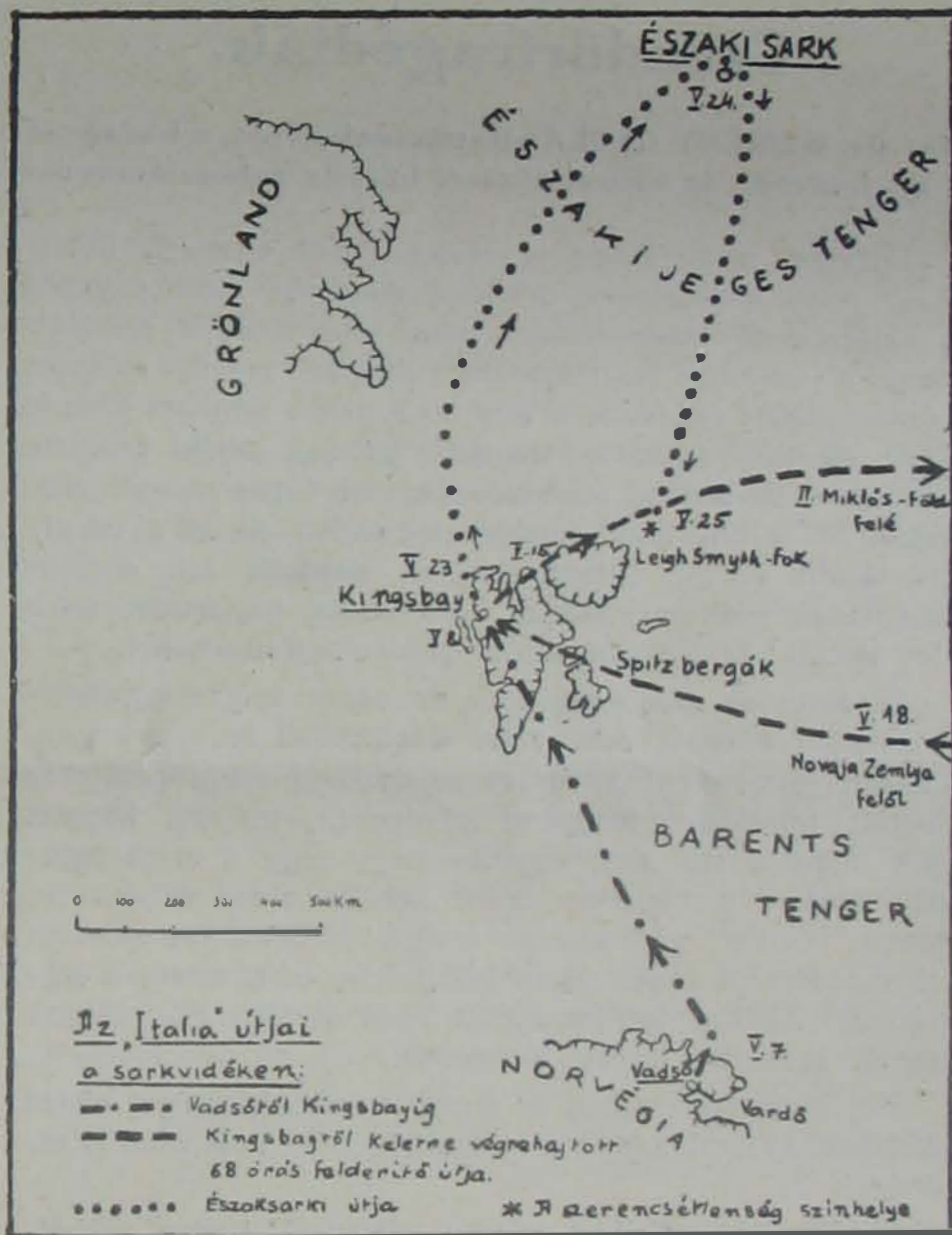 ÉSZAKI SARK
V. 24.
ÉSZAKI JEGES TENGER
GRÖNLAND
II. Miklós-Föld
felé
V. 25
Leigh Smyth-fok
V. 15
V 23
Kingsbay
V 8
Spitzbergák
V. 18.
Novaja Zemlya
felől
BARENTS
TENGER
0 100 200 300 400 500 Km
Az „Italia" útjai
a sarkvidéken:
V. 7.
NORVÉGIA
Vadsö
Vardö
Vadsőtől Kingsbayig
Kingsbayről Kelerne végrehajtott
68 órás felderítő útja.
Északsarki útja
* A szerencsétlenség színhelye